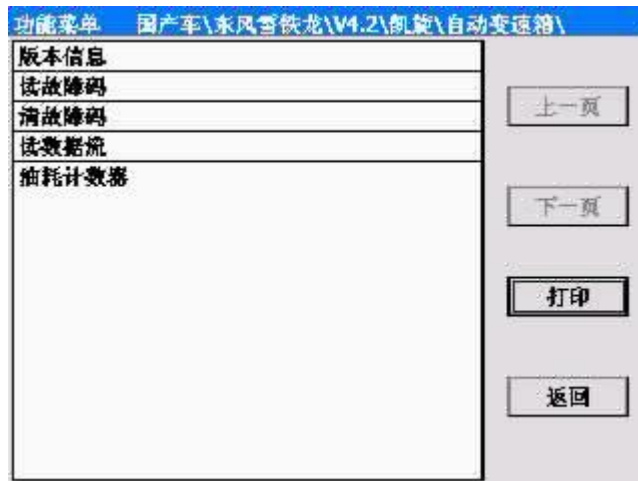 功能菜单 国产车\东风雪铁龙\V4.2\凯旋\自动变速箱\
版本信息
读故障码
清故障码
读数据流
油耗计数器
上一页
下一页
打印
返回